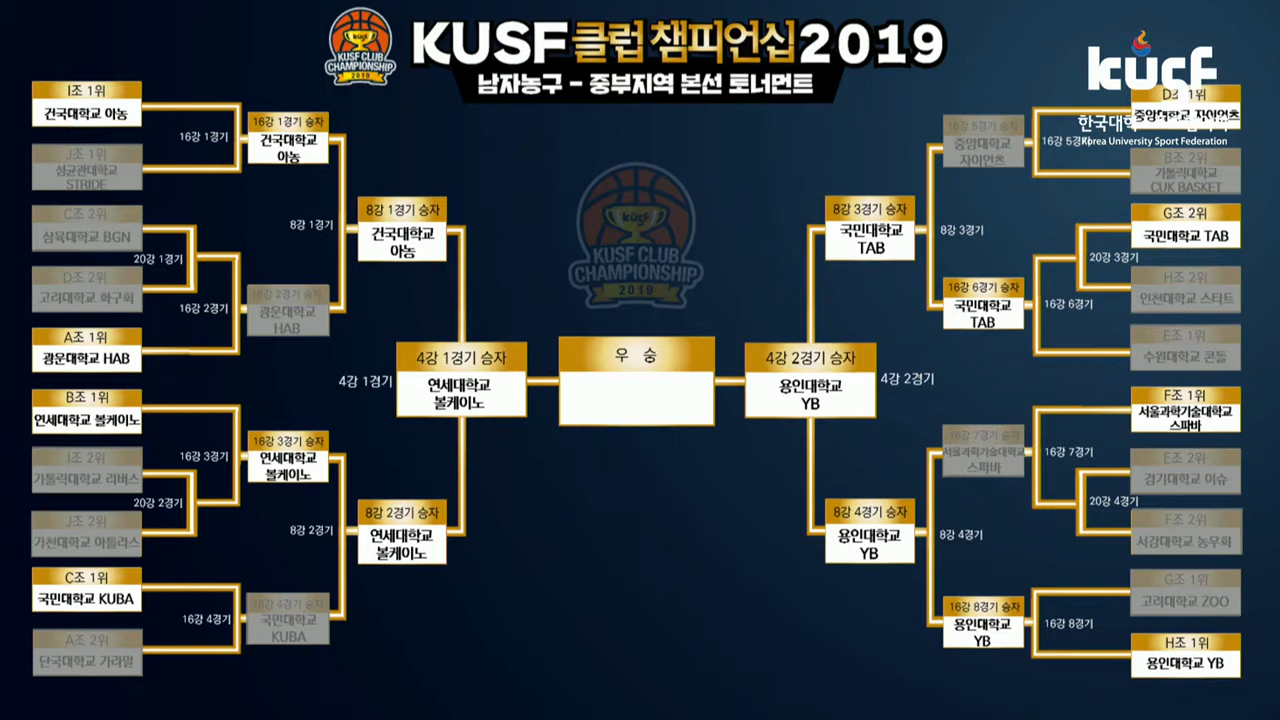 KUSF 클럽 챔피언십 2019
남자농구 - 중부지역 본선 토너먼트
KUSF
KUSF CLUB
CHAMPIONSHIP
2019
kusf
한국대학
Korea University Sport Federation
I조 1위
건국대학교 아농
J조 1위
성균관대학교
STRIDE
C조 2위
삼육대학교 BGN
D조 2위
고려대학교 화구회
A조 1위
광운대학교 HAB
B조 1위
연세대학교 볼케이노
I조 2위
가톨릭대학교 리바스
J조 2위
가천대학교 아틀라스
C조 1위
국민대학교 KUBA
A조 2위
단국대학교 가라말
16강 1경기
20강 1경기
16강 2경기
16강 3경기
20강 2경기
16강 4경기
16강 1경기 승자
건국대학교
아농
16강 2경기 승자
광운대학교
HAB
16강 3경기 승자
연세대학교
볼케이노
16강 4경기 승자
국민대학교
KUBA
8강 1경기
8강 2경기
8강 1경기 승자
건국대학교
아농
8강 2경기 승자
연세대학교
볼케이노
4강 1경기
4강 1경기 승자
연세대학교
볼케이노
KUSF
KUSF CLUB
CHAMPIONSHIP
2019
우 승
4강 2경기 승자
용인대학교
YB
4강 2경기
8강 3경기 승자
국민대학교
TAB
8강 4경기 승자
용인대학교
YB
8강 3경기
8강 4경기
16강 5경기 승자
중앙대학교
자이언츠
16강 6경기 승자
국민대학교
TAB
16강 7경기 승자
서울과학기술대학교
스파바
16강 8경기 승자
용인대학교
YB
16강 5경기
20강 3경기
16강 6경기
16강 7경기
20강 4경기
16강 8경기
D조 1위
중앙대학교 자이언츠
B조 2위
가톨릭대학교
CUK BASKET
G조 2위
국민대학교 TAB
H조 2위
인천대학교 스타트
E조 1위
수원대학교 콘돌
F조 1위
서울과학기술대학교
스파바
E조 2위
경기대학교 이슈
F조 2위
서강대학교 농우회
G조 1위
고려대학교 ZOO
H조 1위
용인대학교 YB